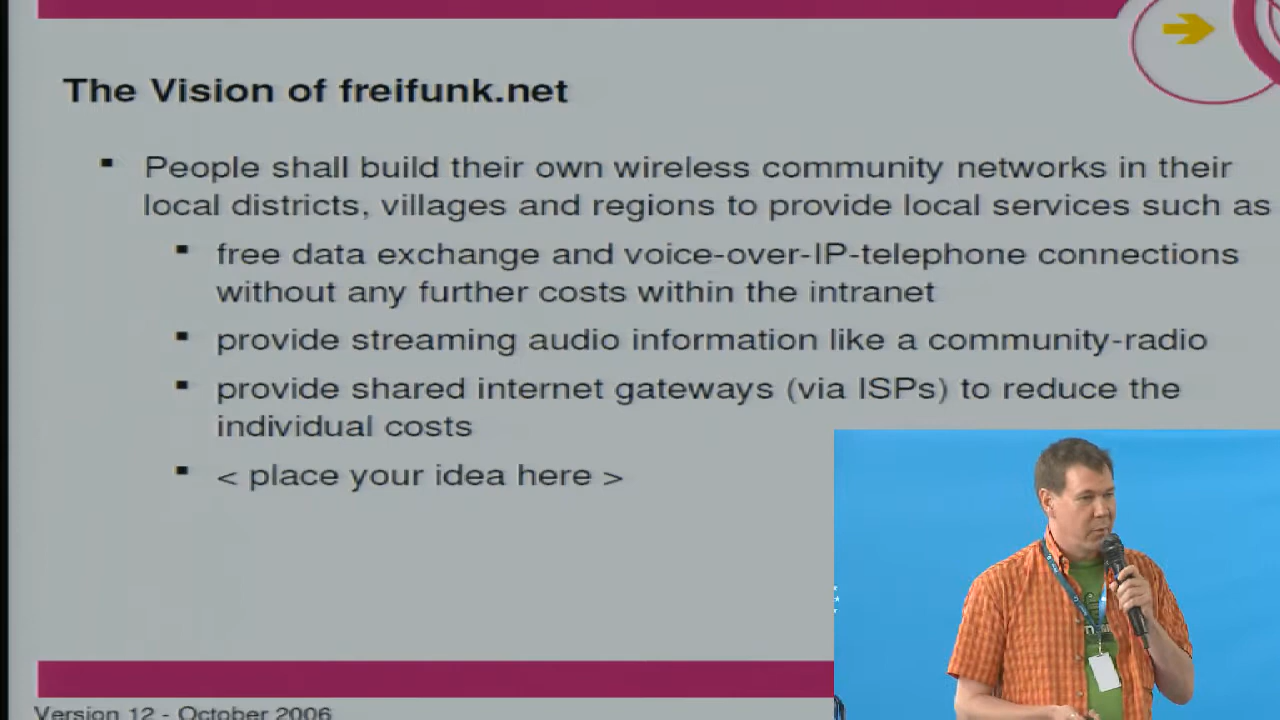 The Vision of freifunk.net
People shall build their own wireless community networks in their
local districts, villages and regions to provide local services such as
free data exchange and voice-over-IP-telephone connections
without any further costs within the intranet
provide streaming audio information like a community-radio
provide shared internet gateways (via ISPs) to reduce the
individual costs
< place your idea here >
Version 12 - October 2006